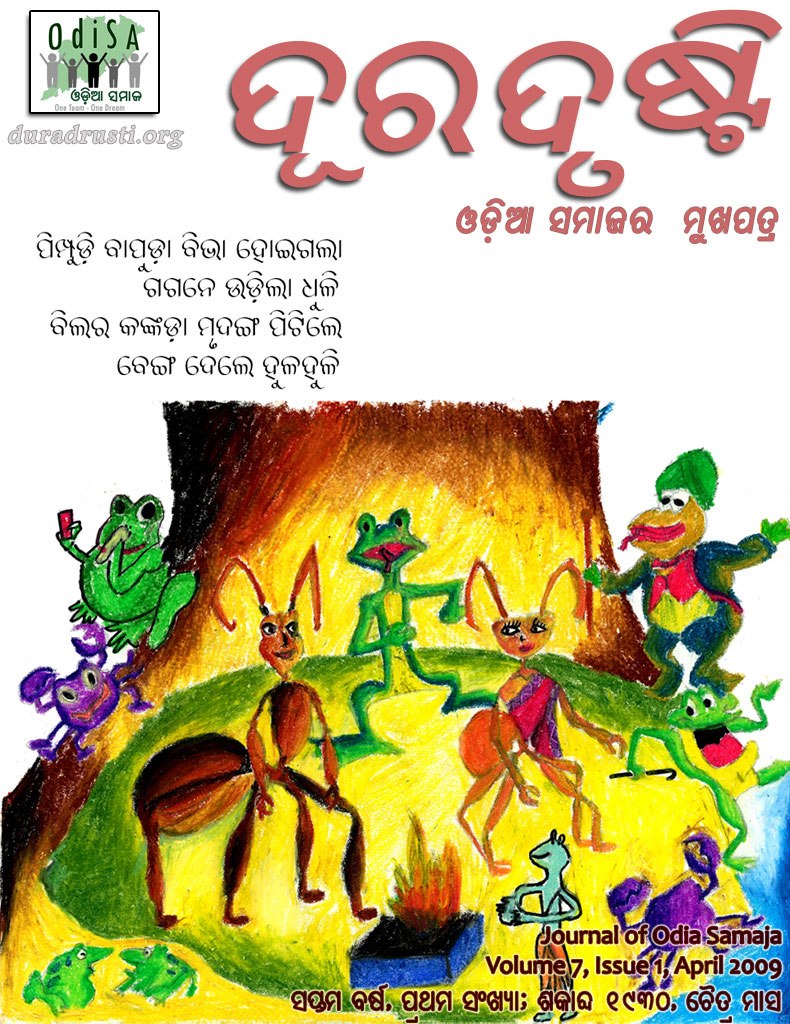 OdiSA
ଓଡ଼ିଆ ସମାଜ
One Team - One Dream
duradrusti.org
ଦୂରଦୃଷ୍ଟି
ଓଡ଼ିଆ ସମାଜର ମୁଖପତ୍ର
ପିମ୍ପୁଡ଼ି ବାପୁଡ଼ା ବିଭା ହୋଇଗଲା
ଗଗନେ ଉଡ଼ିଲା ଧୂଳି
ବିଲର କଙ୍କଡ଼ା ମୃଦଙ୍ଗ ପିଟିଲେ
ବେଙ୍ଗ ଦେଲେ ହୁଳହୁଳି
Journal of Odia Samaja
Volume 7, Issue 1, April 2009
ସପ୍ତମ ବର୍ଷ, ପ୍ରଥମ ସଂଖ୍ୟା; ଶକାବ୍ଦ ୧୯୩୦, ଚୈତ୍ର ମାସ